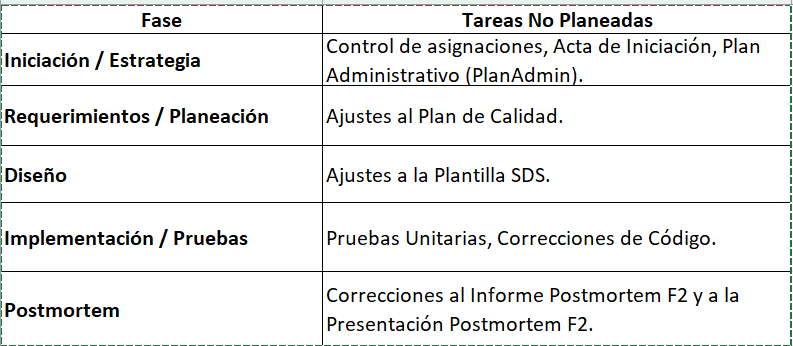 Fase
Tareas No Planeadas
Iniciación / Estrategia
Control de asignaciones, Acta de Iniciación, Plan
Administrativo (PlanAdmin).
Requerimientos / Planeación
Ajustes al Plan de Calidad.
Diseño
Ajustes a la Plantilla SDS.
Implementación / Pruebas
Pruebas Unitarias, Correcciones de Código.
Postmortem
Correcciones al Informe Postmortem F2 y a la
Presentación Postmortem F2.